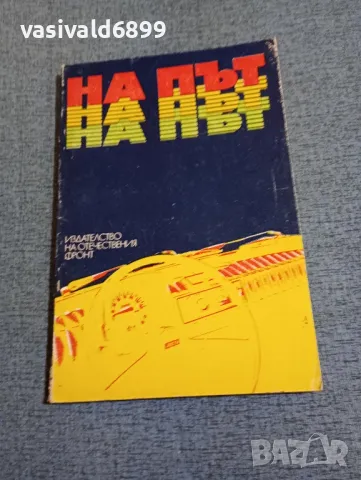 vasivald6899
НА ПЪТ
НА ПЪТ
НА ПЪТ
ИЗДАТЕЛСТВО
НА ОТЕЧЕСТВЕНИЯ
ФРОНТ
BAZAR